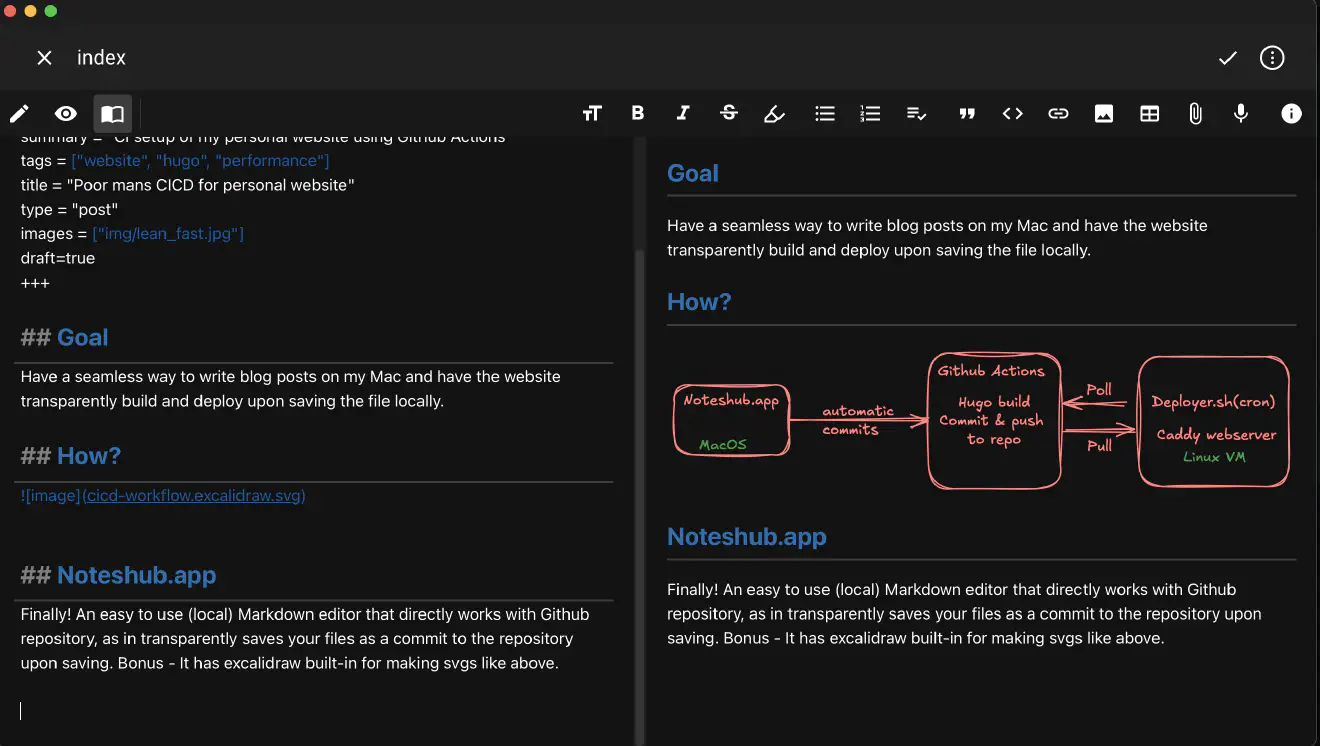 index
summary = "CI setup of my personal website using Github Actions
tags = ["website", "hugo", "performance"]
title = "Poor mans CICD for personal website"
type = "post"
images = ["img/lean_fast.jpg"]
draft=true
+++
## Goal
Have a seamless way to write blog posts on my Mac and have the website
transparently build and deploy upon saving the file locally.
## How?
![image](cicd-workflow.excalidraw.svg)
## Noteshub.app
Finally! An easy to use (local) Markdown editor that directly works with Github
repository, as in transparently saves your files as a commit to the repository
upon saving. Bonus - It has excalidraw built-in for making svgs like above.
Goal
Have a seamless way to write blog posts on my Mac and have the website
transparently build and deploy upon saving the file locally.
How?
Noteshub.app
MacOS
automatic
commits
Github Actions
Hugo build
Commit & push
to repo
Poll
Pull
Deployer.sh(cron)
Caddy webserver
Linux VM
Noteshub.app
Finally! An easy to use (local) Markdown editor that directly works with Github
repository, as in transparently saves your files as a commit to the repository upon
saving. Bonus - It has excalidraw built-in for making svgs like above.